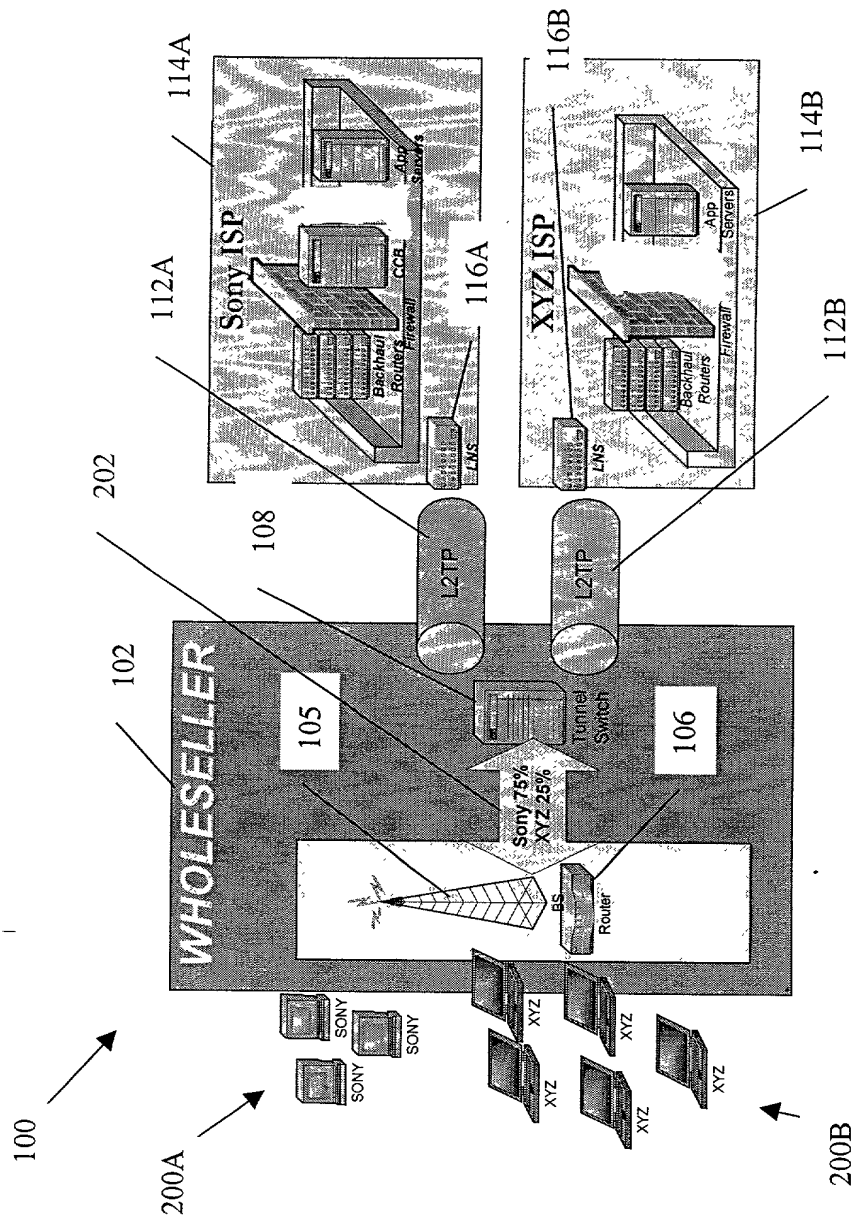 100
200A
SONY
SONY
SONY
XYZ
XYZ
XYZ
XYZ
XYZ
200B
WHOLESELLER
102
105
BS
Router
106
Sony 75%
XYZ 25%
202
Tunnel
Switch
108
L2TP
112A
L2TP
112B
Sony ISP
114A
LNS
116A
Backhaul
Routers
Firewall
CCB
App
Servers
XYZ ISP
114B
LNS
116B
Backhaul
Routers
Firewall
App
Servers